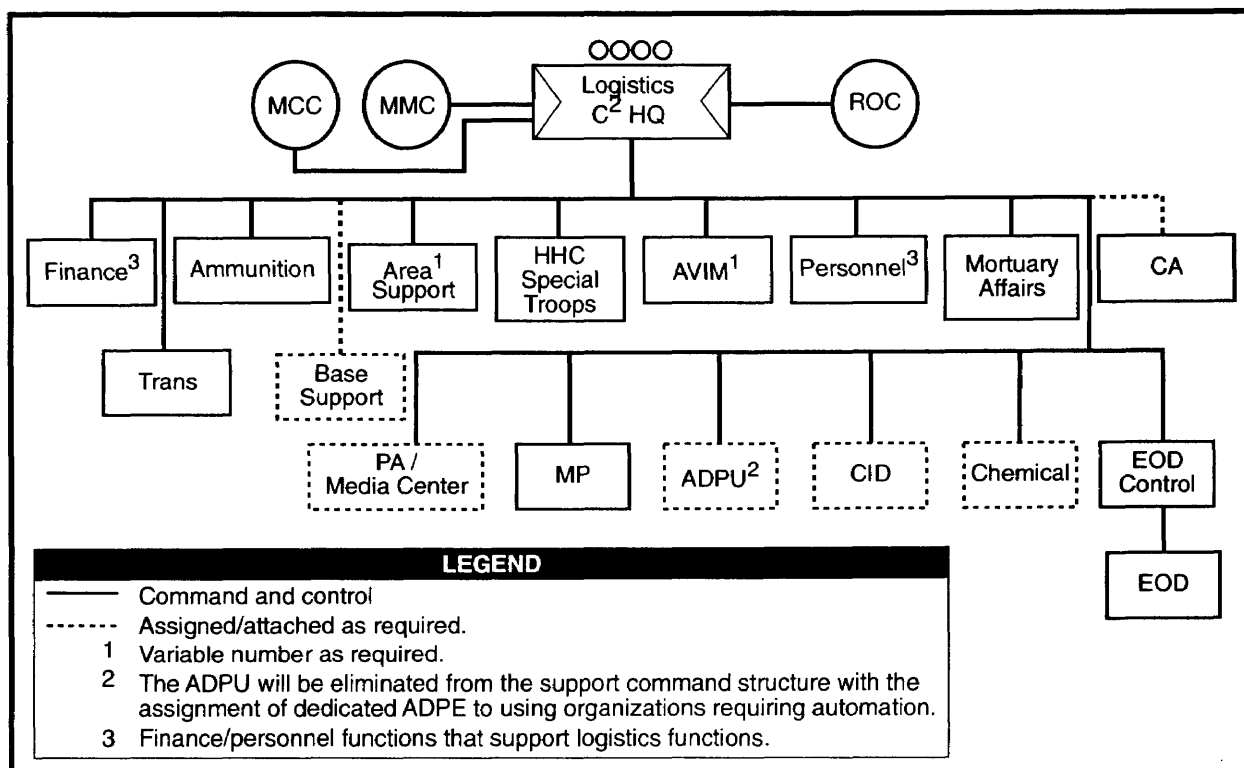 MCC
MMC
Logistics
C² HQ
ROC
Finance³
Ammunition
Area¹
Support
HHC
Special
Troops
AVIM¹
Personnel³
Mortuary
Affairs
CA
Trans
Base
Support
PA /
Media Center
MP
ADPU²
CID
Chemical
EOD
Control
EOD
LEGEND
Command and control
Assigned/attached as required.
1 Variable number as required.
2 The ADPU will be eliminated from the support command structure with the
assignment of dedicated ADPE to using organizations requiring automation.
3 Finance/personnel functions that support logistics functions.